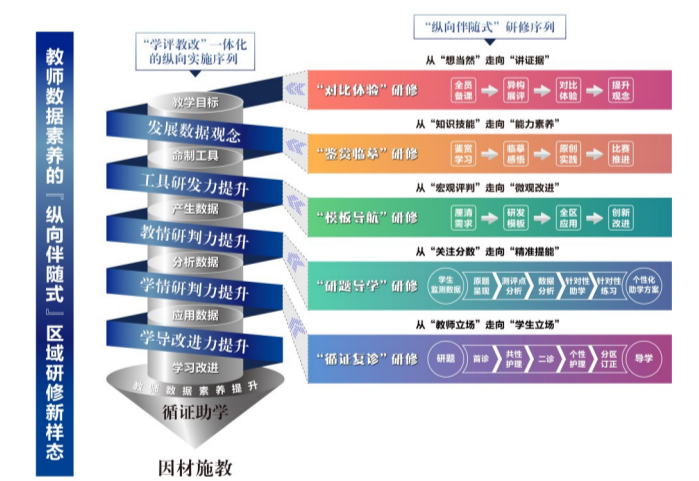 教师数据素养的『纵向伴随式』区域研修新样态
“学评教改”一体化
的纵向实施序列
教学目标
发展数据观念
命制工具
工具研发力提升
产生数据
教情研判力提升
分析数据
学情研判力提升
应用数据
学导改进力提升
学习改进
教师数据素养提升
循证助学
因材施教
“纵向伴随式”研修序列
从“想当然”走向“讲证据”
“对比体验”研修
全员
备课
异构
展评
对比
体验
提升
观念
从“知识技能”走向“能力素养”
“鉴赏临摹”研修
鉴赏
学习
临摹
感悟
原创
实践
比赛
推进
从“宏观评判”走向“微观改进”
“模板导航”研修
厘清
需求
研发
模板
全区
应用
创新
改进
从“关注分数”走向“精准提能”
“研题导学”研修
学生
监测数据
原题
呈现
测评点
分析
数据
分析
针对性
助学
针对性
练习
个性化
助学方案
从“教师立场”走向“学生立场”
“循证复诊”研修
研题
首诊
共性
护理
二诊
个性
护理
分区
订正
导学